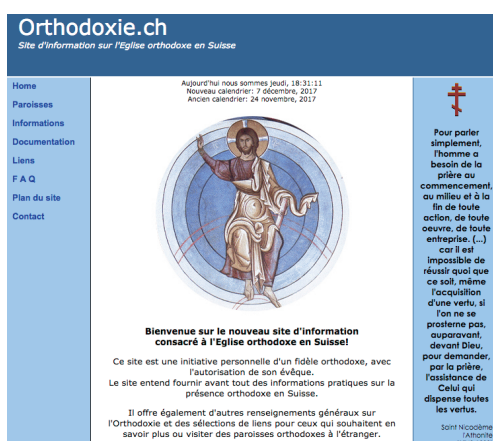 Orthodoxie.ch
Site d'information sur l'Eglise orthodoxe en Suisse
Home
Paroisses
Informations
Documentation
Liens
F A Q
Plan du site
Contact
Aujourd'hui nous sommes jeudi, 18:31:11
Nouveau calendrier: 7 décembre, 2017
Ancien calendrier: 24 novembre, 2017
Bienvenue sur le nouveau site d'information
consacré à l'Eglise orthodoxe en Suisse!
Ce site est une initiative personnelle d'un fidèle orthodoxe, avec
l'autorisation de son évêque.
Le site entend fournir avant tout des informations pratiques sur la
présence orthodoxe en Suisse.
Il offre également d'autres renseignements généraux sur
l'Orthodoxie et des sélections de liens pour ceux qui souhaitent en
savoir plus ou visiter des paroisses orthodoxes à l'étranger.
Pour parler
simplement,
l'homme a
besoin de la
prière au
commencement,
au milieu et à la
fin de toute
action, de toute
oeuvre, de toute
entreprise. (...)
car il est
impossible de
réussir quoi que
ce soit, même
l'acquisition
d'une vertu, si
l'on ne se
prosterne pas,
auparavant,
devant Dieu,
pour demander,
par la prière,
l'assistance de
Celui qui
dispense toutes
les vertus.
Saint Nicodème
l'Athonite